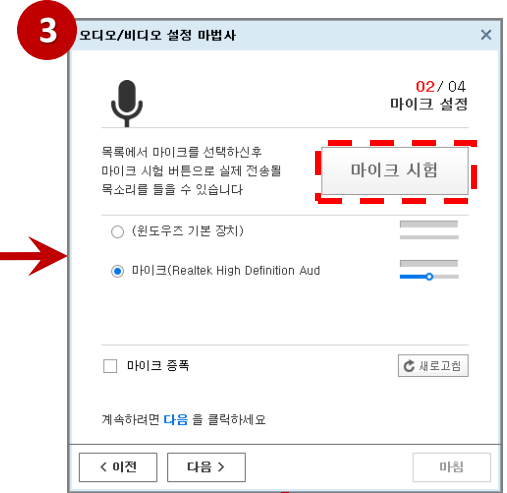 3
오디오/비디오 설정 마법사
02/ 04
마이크 설정
목록에서 마이크를 선택하신후
마이크 시험 버튼으로 실제 전송될
목소리를 들을 수 있습니다
마이크 시험
(윈도우즈 기본 장치)
마이크(Realtek High Definition Aud
마이크 증폭
새로고침
계속하려면 다음 을 클릭하세요
< 이전
다음 >
마침